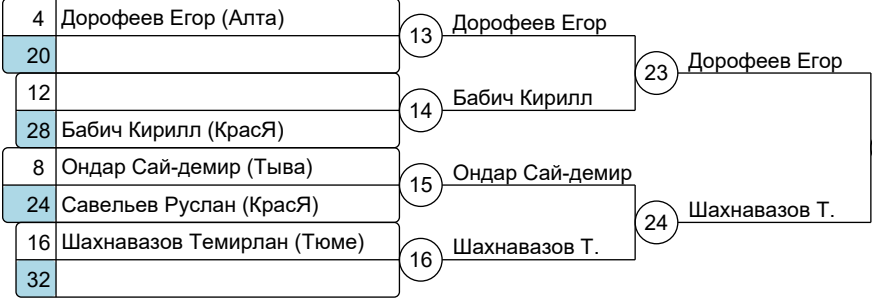 4 Дорофеев Егор (Алта)
20
12
28 Бабич Кирилл (КрасЯ)
8 Ондар Сай-демир (Тыва)
24 Савельев Руслан (КрасЯ)
16 Шахнавазов Темирлан (Тюме)
32
13 Дорофеев Егор
14 Бабич Кирилл
15 Ондар Сай-демир
16 Шахнавазов Т.
23 Дорофеев Егор
24 Шахнавазов Т.